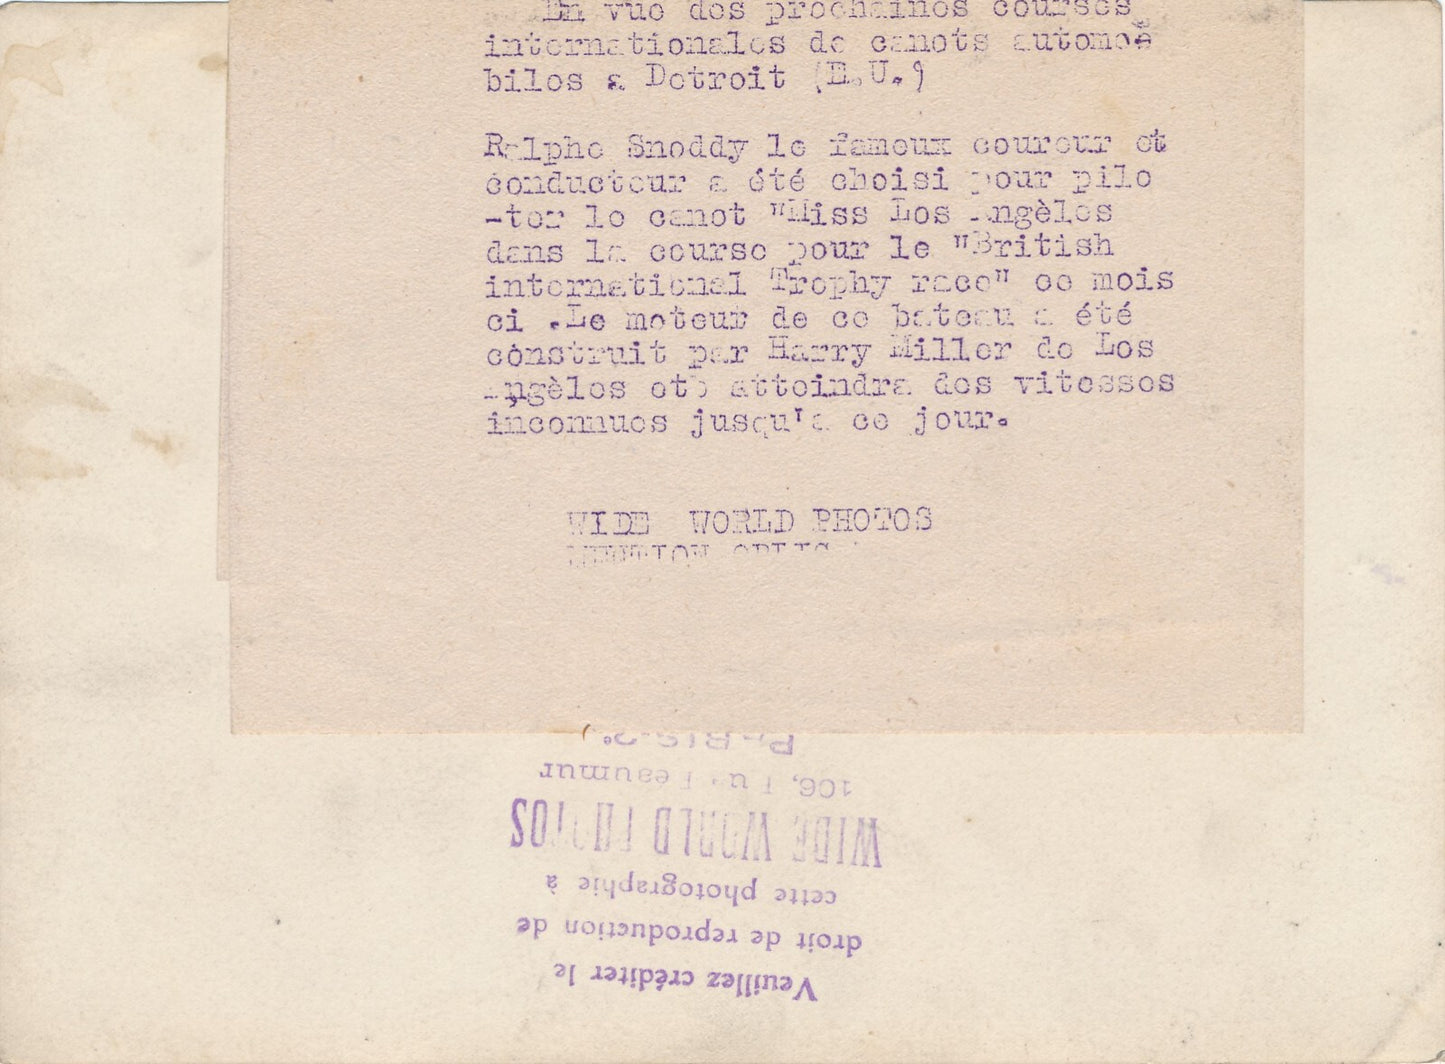 En vue des prochaines courses
internationales de canots automo
biles a Detroit (E.U.)
Ralphe Snoddy le fameux coureur et
conducteur a été choisi pour pilo
-ter le canot "Miss Los Angèles
dans la course pour le "British
international Trophy race" ce mois
ci .Le moteur de ce bateau a été
construit par Harry Miller de Los
Angèles et atteindra des vitesses
inconnues jusqu'a ce jour.
WIDE WORLD PHOTOS
MENTION
Veuillez créditer le
droit de reproduction de
cette photographie à
WIDE WORLD PHOTOS
106, Rue Réaumur
PARIS-2e